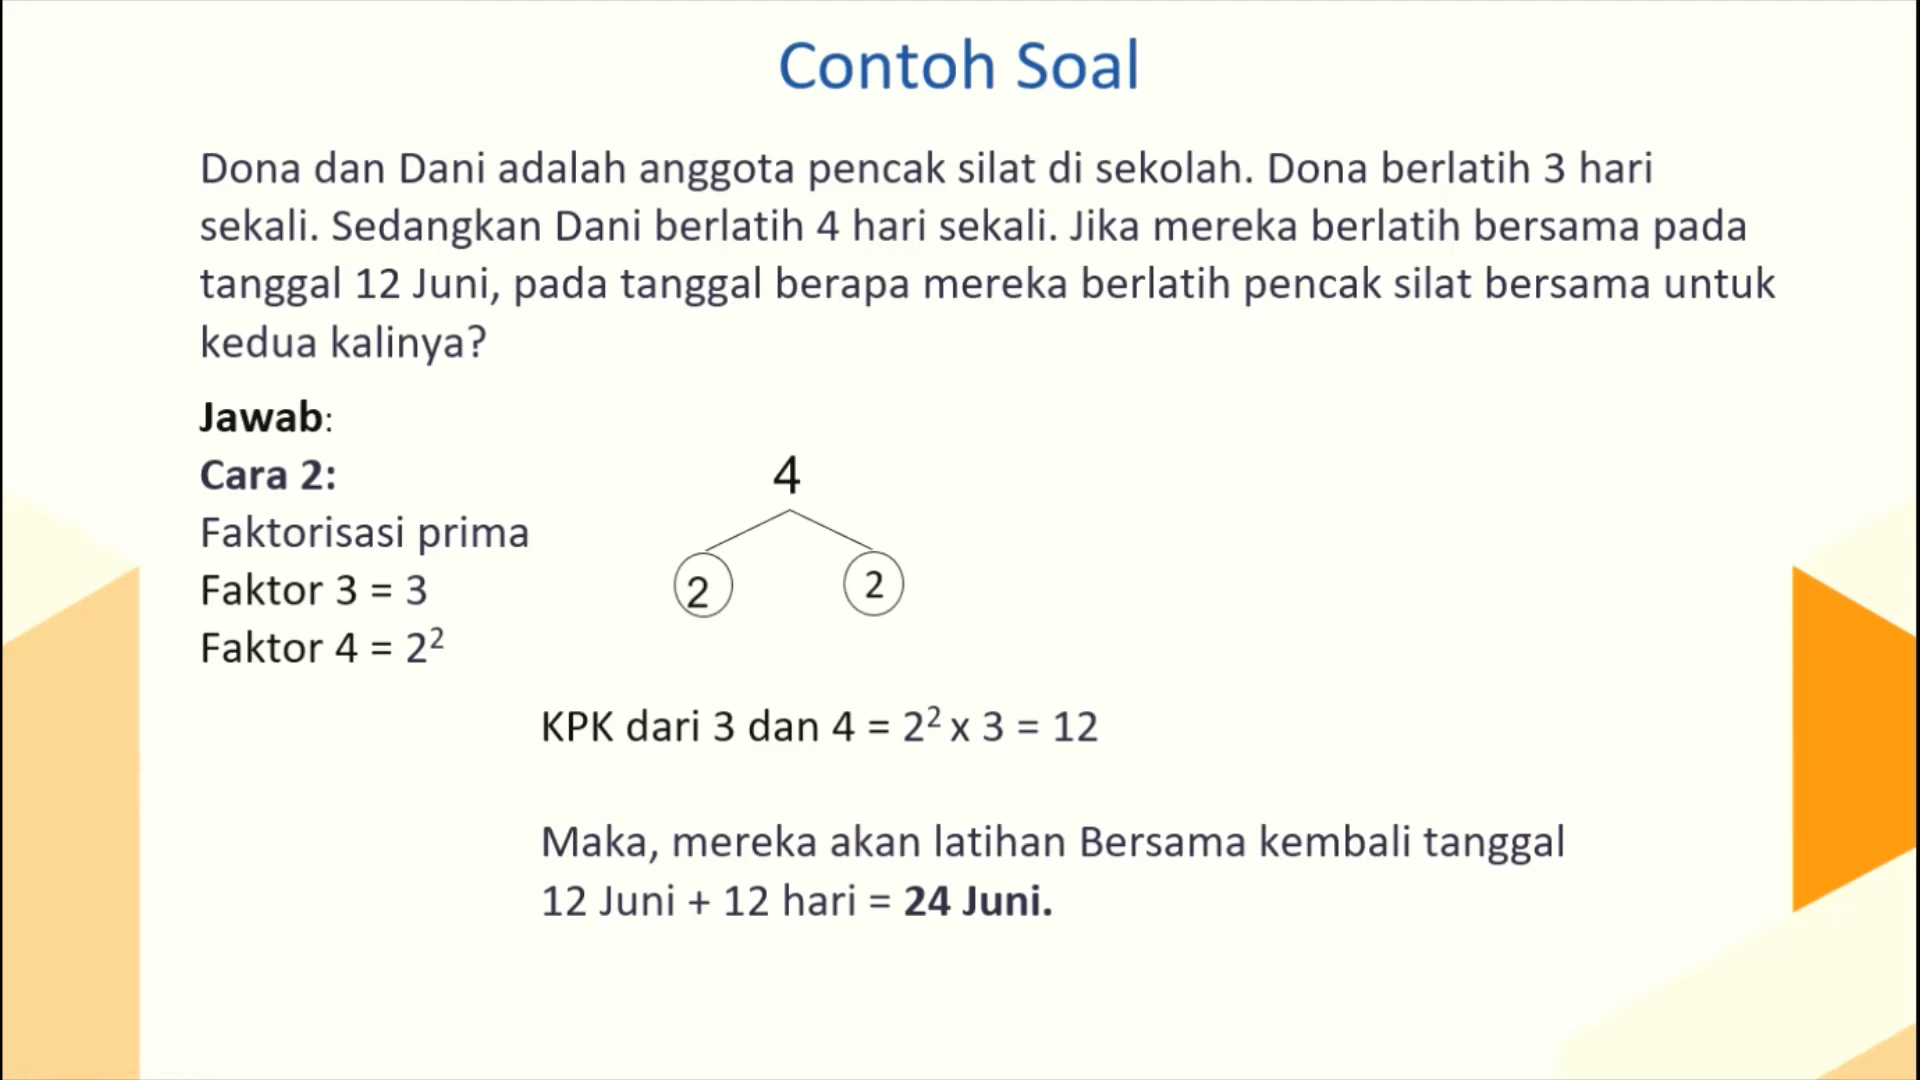 Contoh Soal
Dona dan Dani adalah anggota pencak silat di sekolah. Dona berlatih 3 hari
sekali. Sedangkan Dani berlatih 4 hari sekali. Jika mereka berlatih bersama pada
tanggal 12 Juni, pada tanggal berapa mereka berlatih pencak silat bersama untuk
kedua kalinya?
Jawab:
Cara 2:
Faktorisasi prima
Faktor 3 = 3
Faktor 4 = 2²
4
2 2
KPK dari 3 dan 4 = 2² x 3 = 12
Maka, mereka akan latihan Bersama kembali tanggal
12 Juni + 12 hari = 24 Juni.